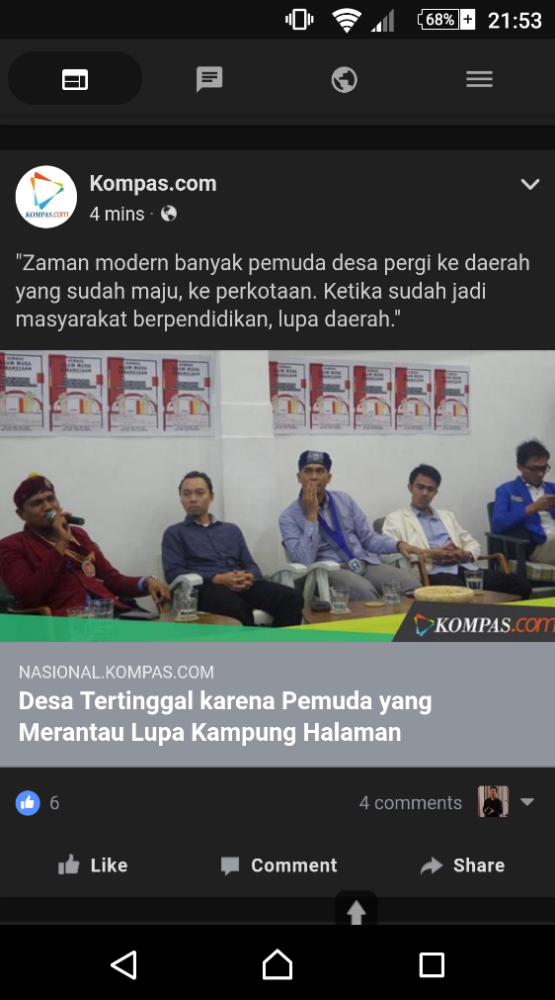 68%
21:53
KOMPAS.com
Kompas.com
4 mins ·
"Zaman modern banyak pemuda desa pergi ke daerah
yang sudah maju, ke perkotaan. Ketika sudah jadi
masyarakat berpendidikan, lupa daerah."
KOMPAS.com
NASIONAL.KOMPAS.COM
Desa Tertinggal karena Pemuda yang
Merantau Lupa Kampung Halaman
6
4 comments
Like
Comment
Share